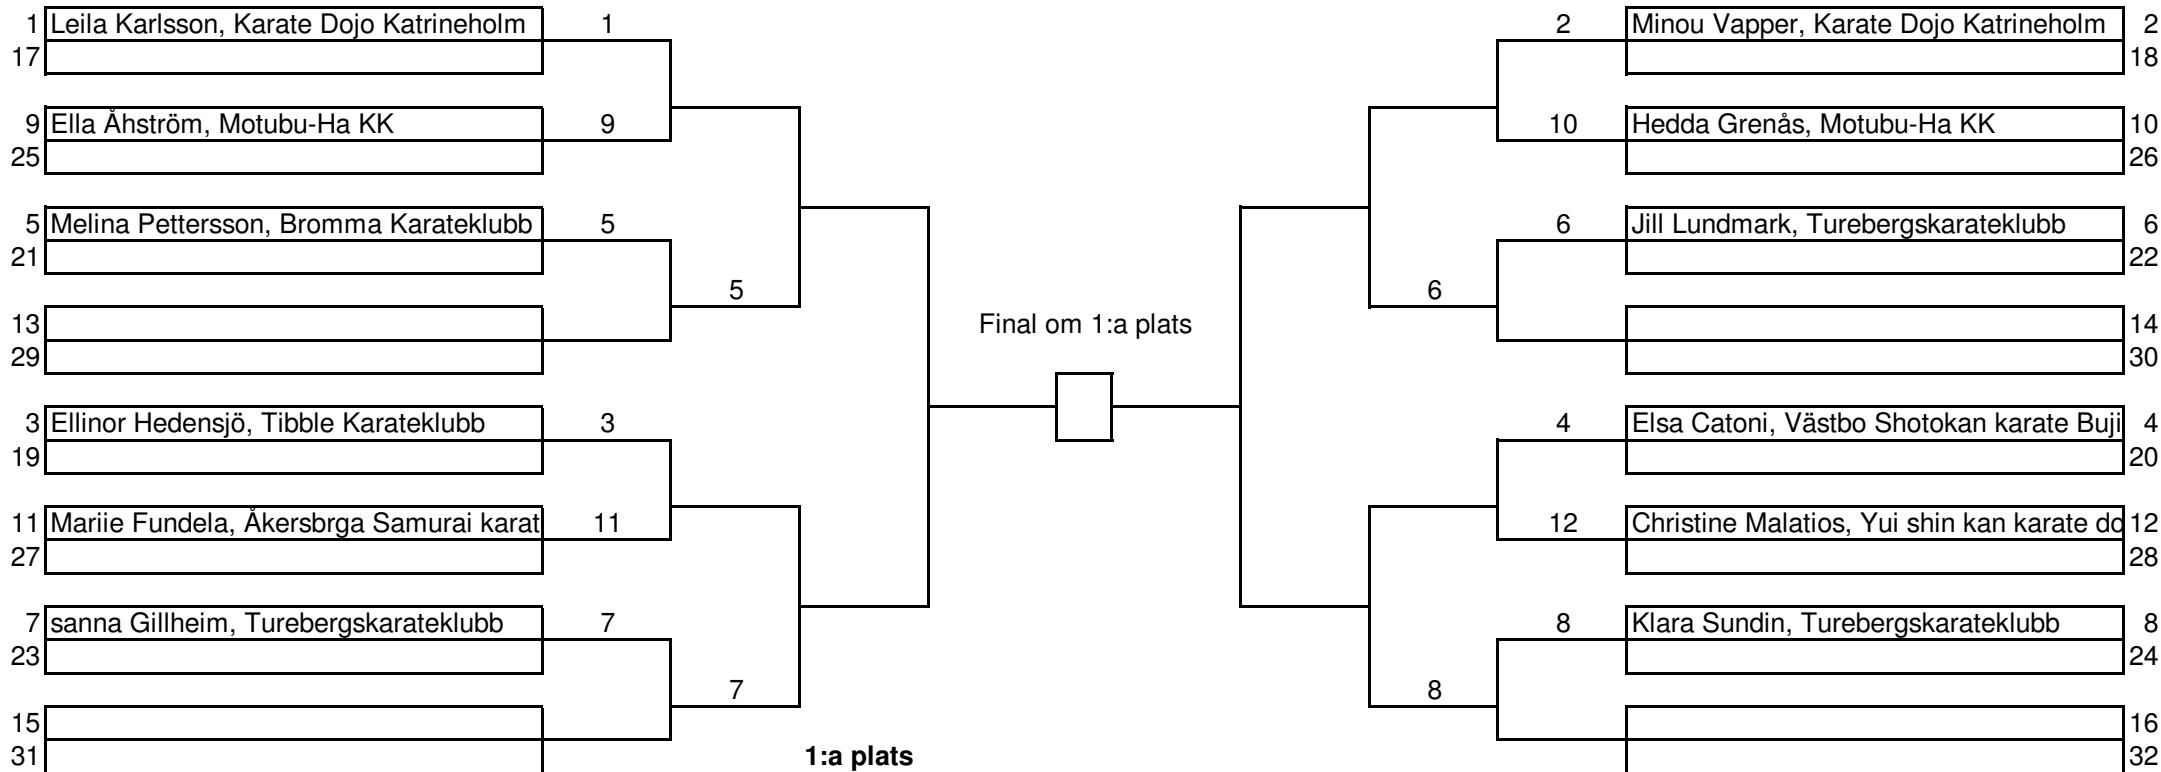 1 Leila Karlsson, Karate Dojo Katrineholm 1 2 Minou Vapper, Karate Dojo Katrineholm 2
17 18
9 Ella Åhström, Motubu-Ha KK 9 10 Hedda Grenås, Motubu-Ha KK 10
25 26
5 Melina Pettersson, Bromma Karateklubb 5 6 Jill Lundmark, Turebergskarateklubb 6
21 22
5 6
13 Final om 1:a plats 14
29 30
3 Ellinor Hedensjö, Tibble Karateklubb 3 4 Elsa Catoni, Västbo Shotokan karate Buji 4
19 20
11 Mariie Fundela, Åkersbrga Samurai karat 11 12 Christine Malatios, Yui shin kan karate do 12
27 28
7 sanna Gillheim, Turebergskarateklubb 7 8 Klara Sundin, Turebergskarateklubb 8
23 24
7 8
15 16
31 1:a plats 32